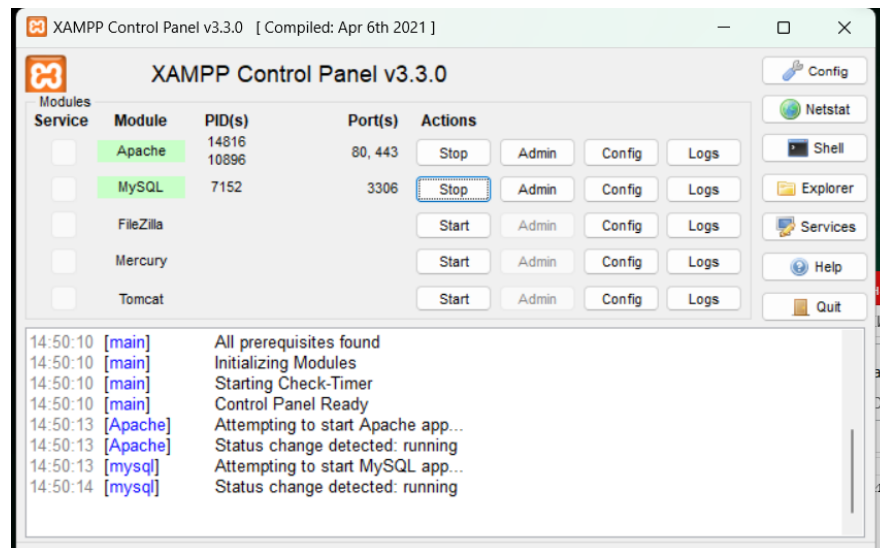 XAMPP Control Panel v3.3.0 [ Compiled: Apr 6th 2021 ]
XAMPP Control Panel v3.3.0
Config
Modules
Service Module PID(s) Port(s) Actions
Netstat
Apache 14816 10896 80, 443 Stop Admin Config Logs
Shell
MySQL 7152 3306 Stop Admin Config Logs
Explorer
FileZilla Start Admin Config Logs
Services
Mercury Start Admin Config Logs
Help
Tomcat Start Admin Config Logs
Quit
14:50:10 [main] All prerequisites found
14:50:10 [main] Initializing Modules
14:50:10 [main] Starting Check-Timer
14:50:10 [main] Control Panel Ready
14:50:13 [Apache] Attempting to start Apache app...
14:50:13 [Apache] Status change detected: running
14:50:13 [mysql] Attempting to start MySQL app...
14:50:14 [mysql] Status change detected: running